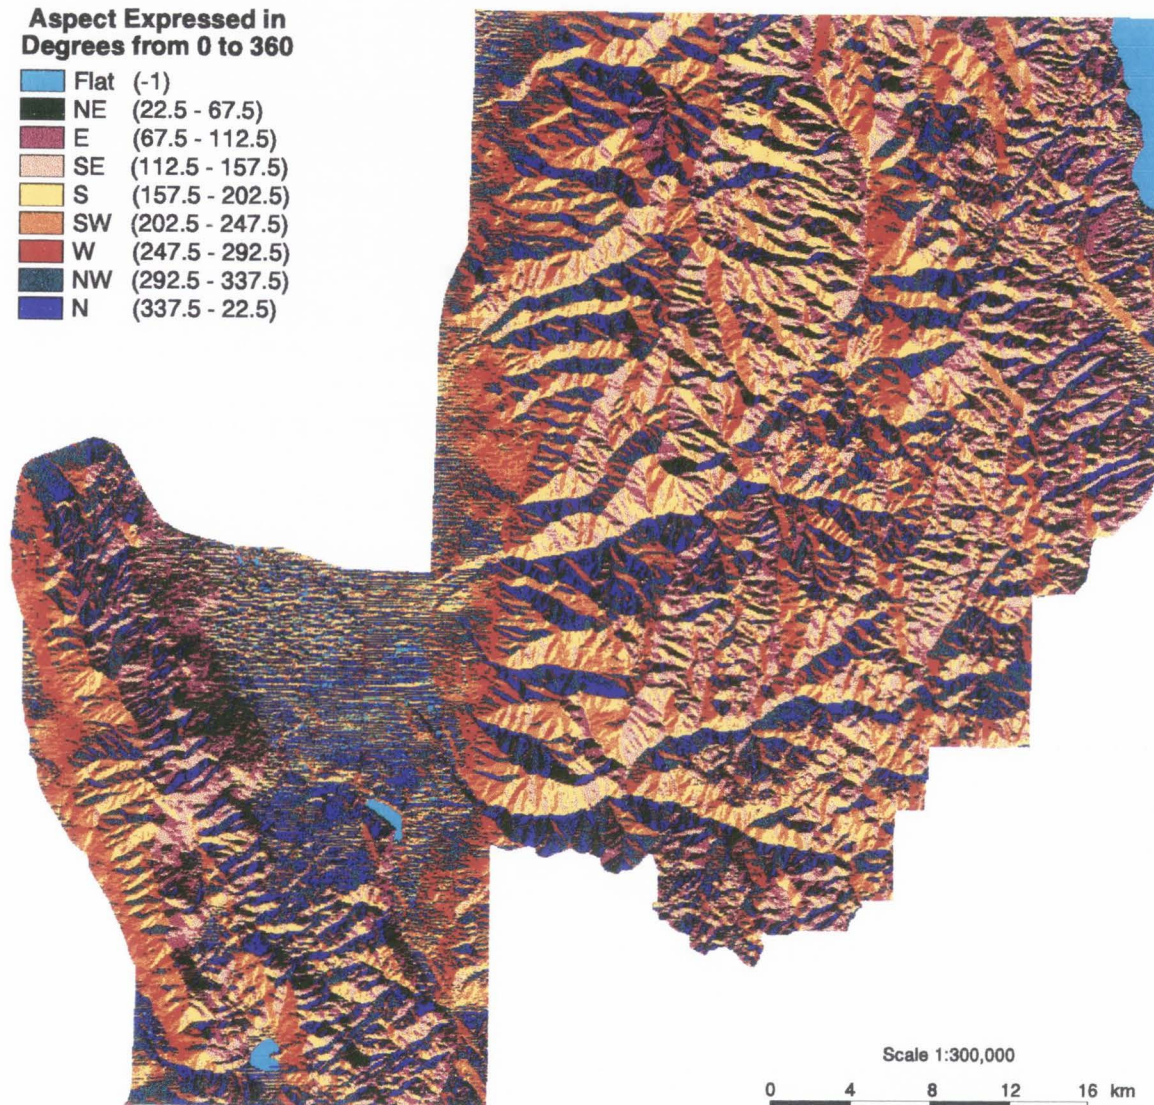 Aspect Expressed in
Degrees from 0 to 360
Flat (-1)
NE (22.5 - 67.5)
E (67.5 - 112.5)
SE (112.5 - 157.5)
S (157.5 - 202.5)
SW (202.5 - 247.5)
W (247.5 - 292.5)
NW (292.5 - 337.5)
N (337.5 - 22.5)
Scale 1:300,000
0 4 8 12 16 km